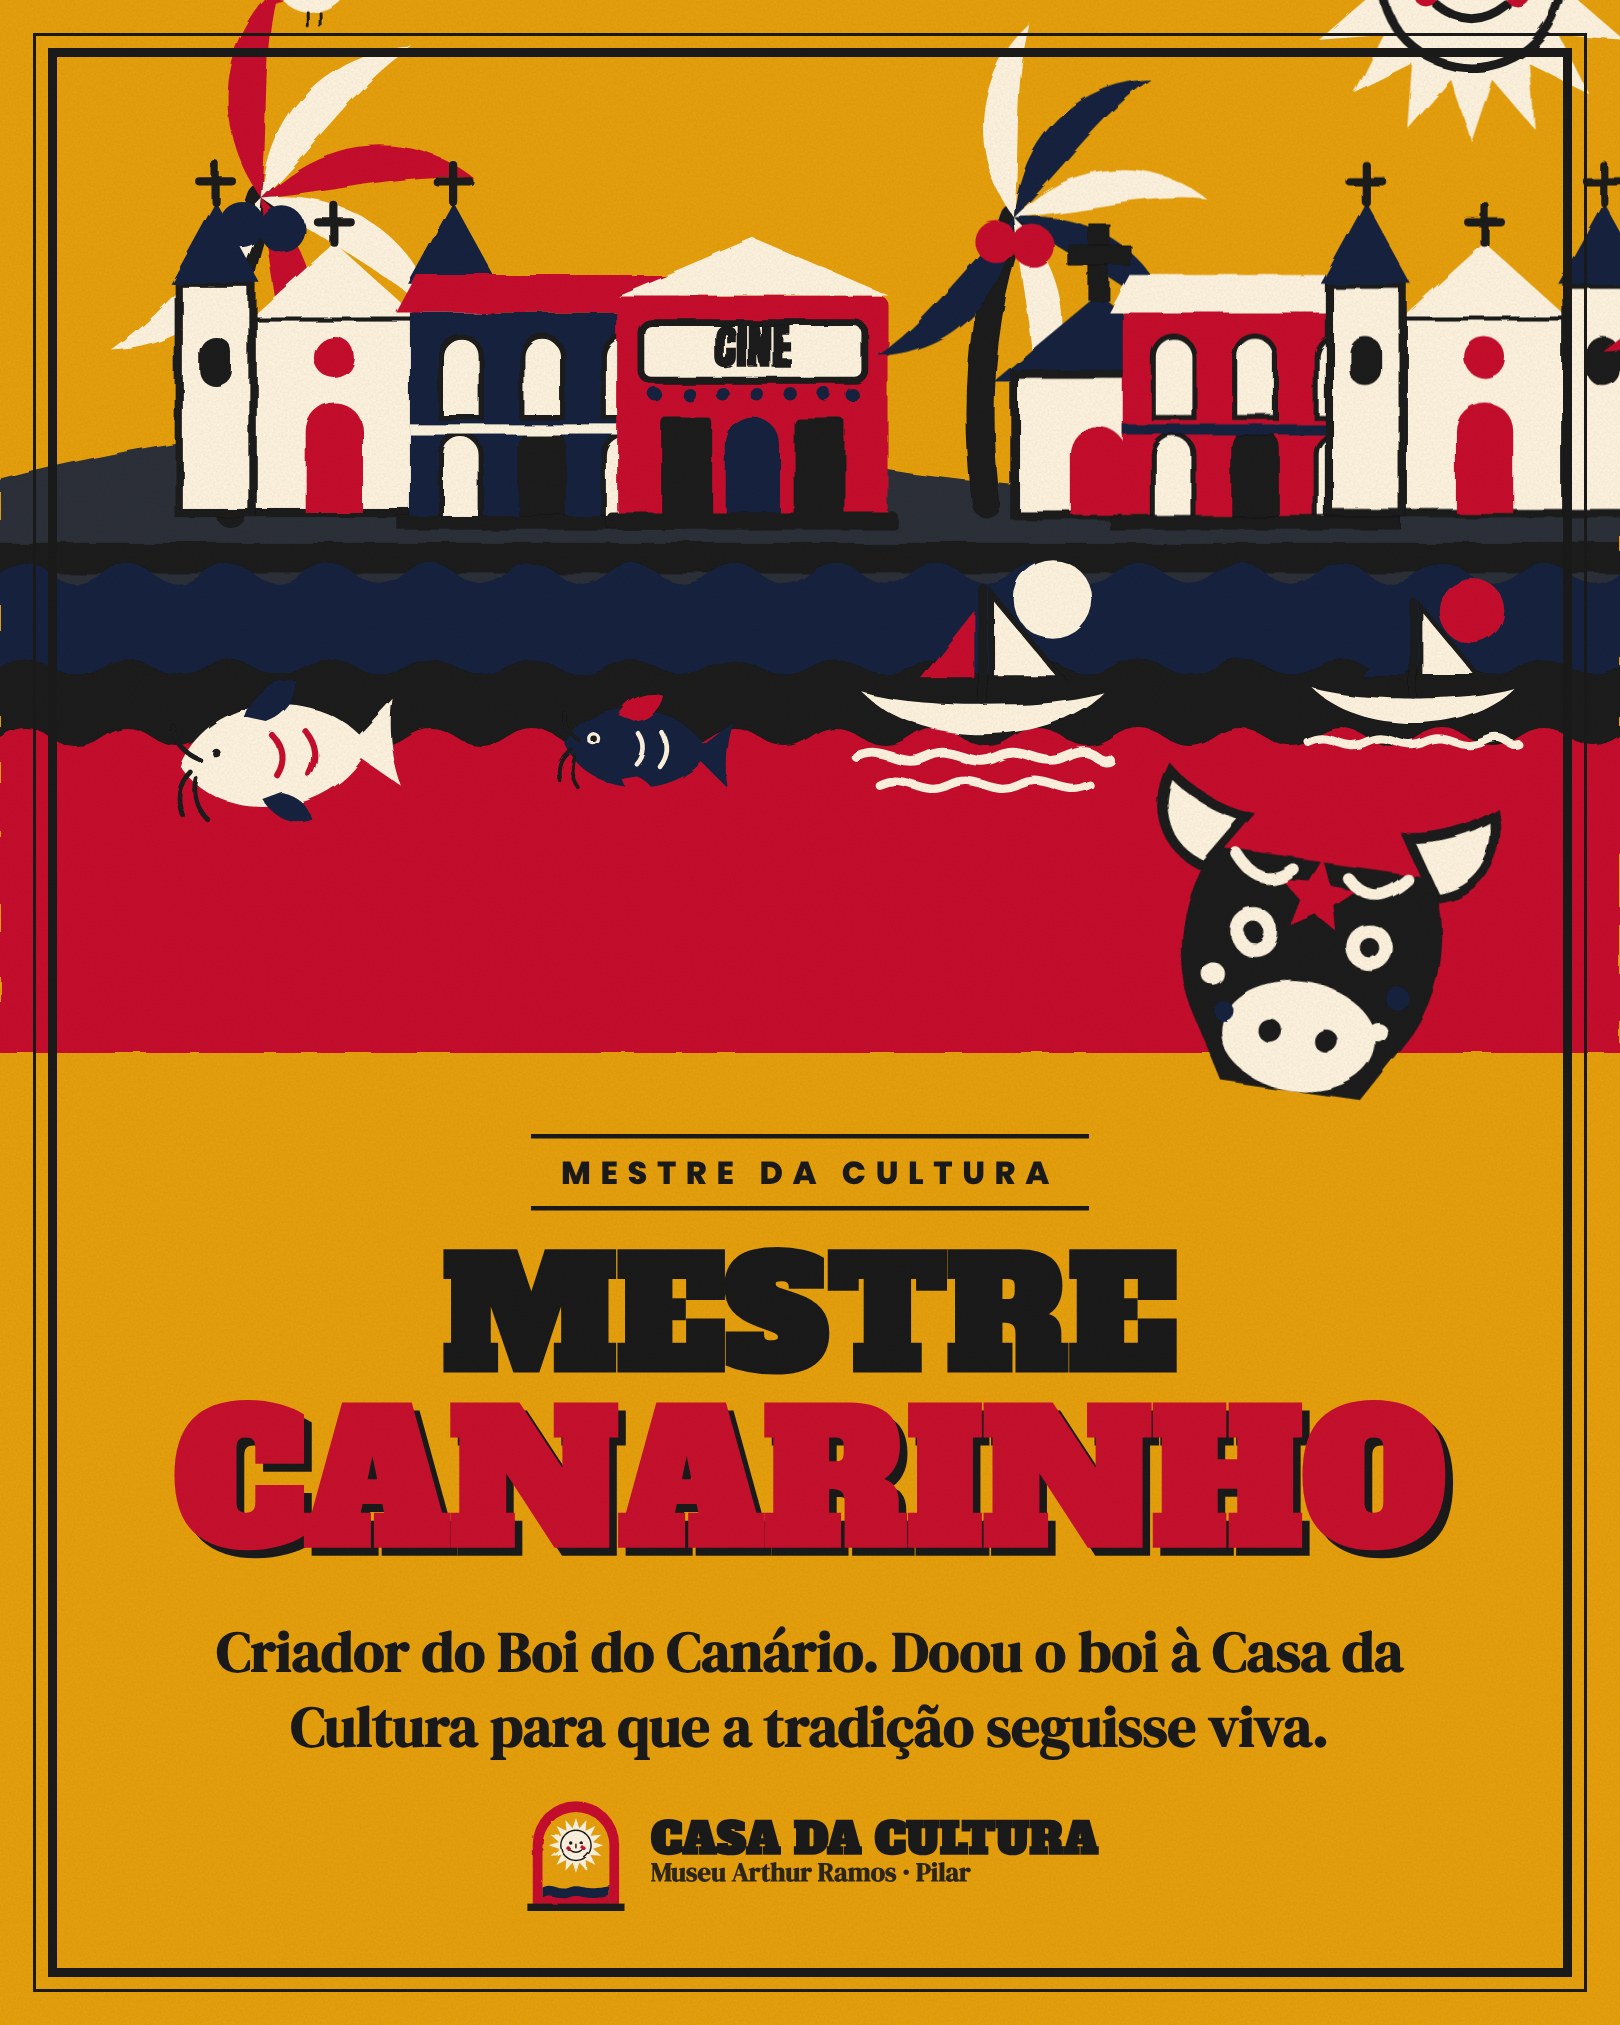 CINE
MESTRE DA CULTURA
MESTRE
CANARINHO
Criador do Boi do Canário. Doou o boi à Casa da
Cultura para que a tradição seguisse viva.
CASA DA CULTURA
Museu Arthur Ramos · Pilar